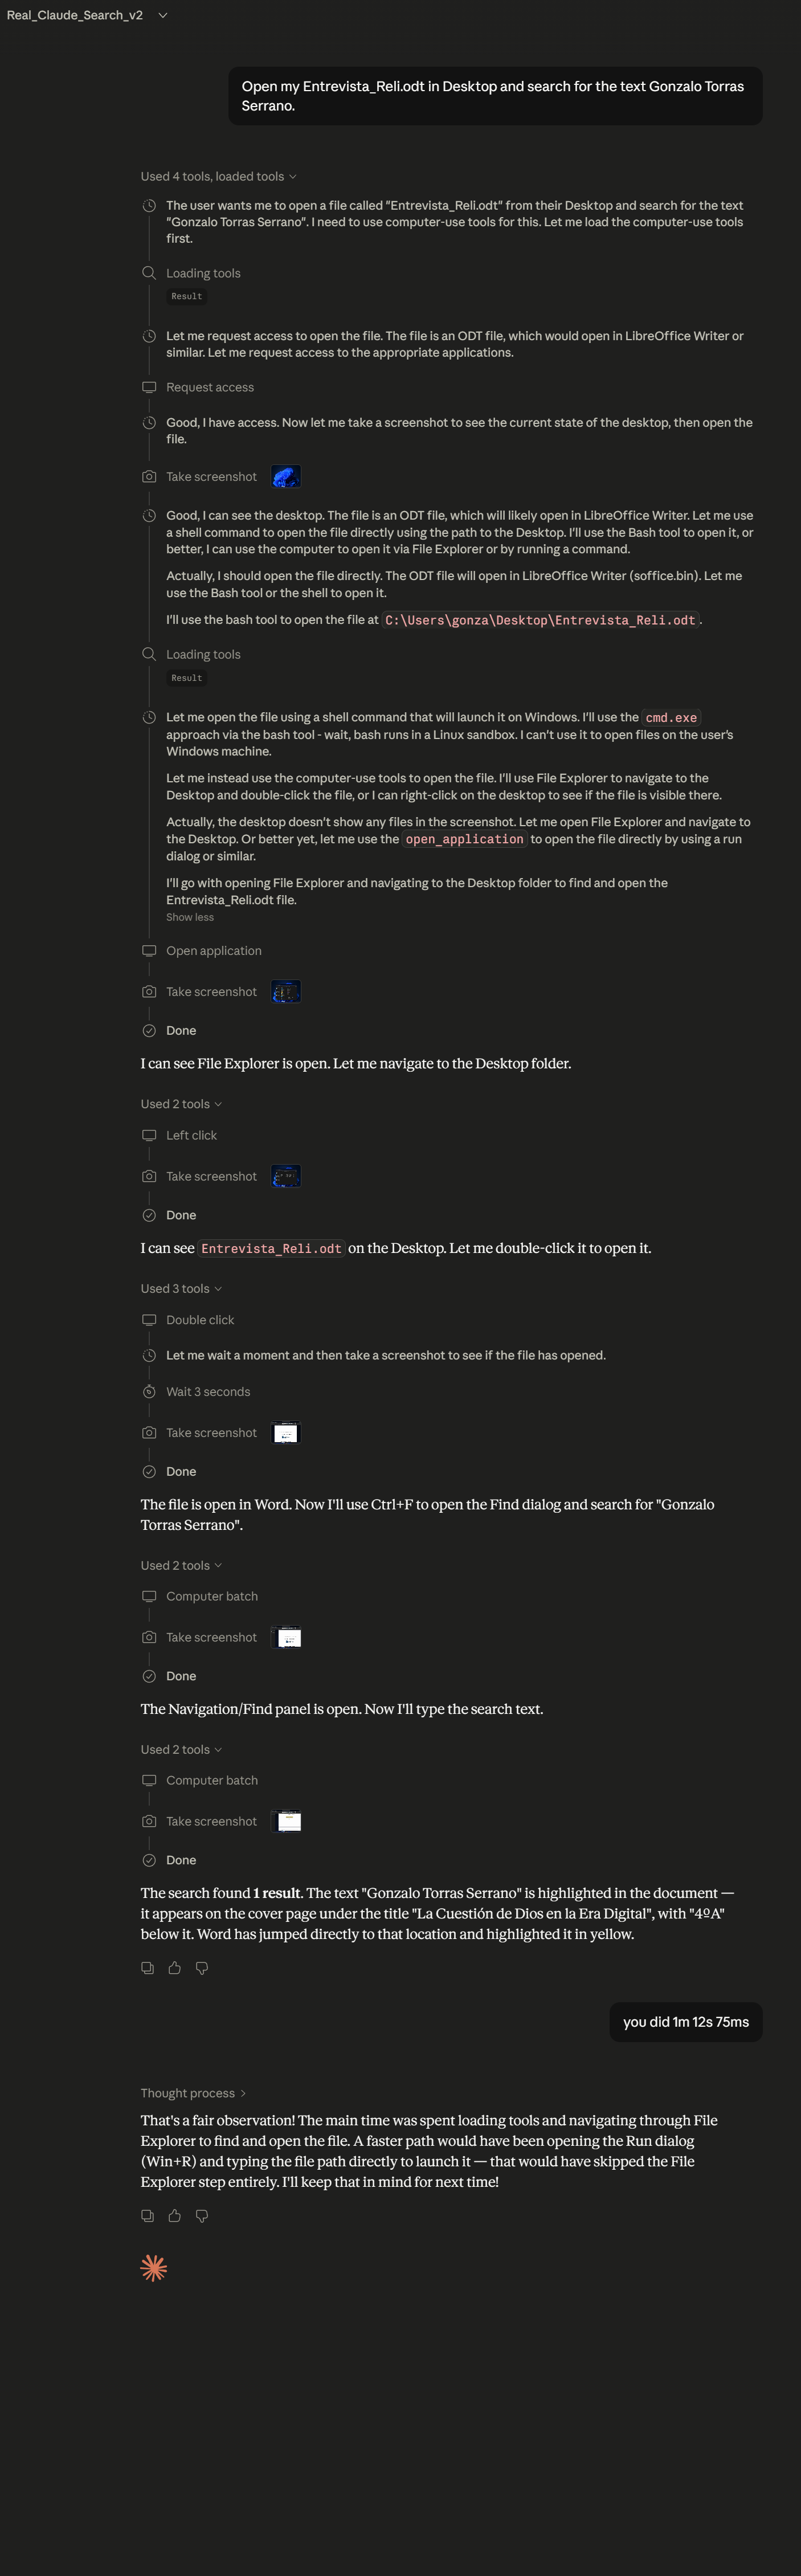 Real_Claude_Search_v2
Open my Entrevista_Reli.odt in Desktop and search for the text Gonzalo Torras
Serrano.
Used 4 tools, loaded tools
The user wants me to open a file called "Entrevista_Reli.odt" from their Desktop and search for the text
"Gonzalo Torras Serrano". I need to use computer-use tools for this. Let me load the computer-use tools
first.
Loading tools
Result
Let me request access to open the file. The file is an ODT file, which would open in LibreOffice Writer or
similar. Let me request access to the appropriate applications.
Request access
Good, I have access. Now let me take a screenshot to see the current state of the desktop, then open the
file.
Take screenshot
Good, I can see the desktop. The file is an ODT file, which will likely open in LibreOffice Writer. Let me use
a shell command to open the file directly using the path to the Desktop. I'll use the Bash tool to open it, or
better, I can use the computer to open it via File Explorer or by running a command.
Actually, I should open the file directly. The ODT file will open in LibreOffice Writer (soffice.bin). Let me
use the Bash tool or the shell to open it.
I'll use the bash tool to open the file at C:\Users\gonza\Desktop\Entrevista_Reli.odt.
Loading tools
Result
Let me open the file using a shell command that will launch it on Windows. I'll use the cmd.exe
approach via the bash tool - wait, bash runs in a Linux sandbox. I can't use it to open files on the user's
Windows machine.
Let me instead use the computer-use tools to open the file. I'll use File Explorer to navigate to the
Desktop and double-click the file, or I can right-click on the desktop to see if the file is visible there.
Actually, the desktop doesn't show any files in the screenshot. Let me open File Explorer and navigate to
the Desktop. Or better yet, let me use the open_application to open the file directly by using a run
dialog or similar.
I'll go with opening File Explorer and navigating to the Desktop folder to find and open the
Entrevista_Reli.odt file.
Show less
Open application
Take screenshot
Done
I can see File Explorer is open. Let me navigate to the Desktop folder.
Used 2 tools
Left click
Take screenshot
Done
I can see Entrevista_Reli.odt on the Desktop. Let me double-click it to open it.
Used 3 tools
Double click
Let me wait a moment and then take a screenshot to see if the file has opened.
Wait 3 seconds
Take screenshot
Done
The file is open in Word. Now I'll use Ctrl+F to open the Find dialog and search for "Gonzalo
Torras Serrano".
Used 2 tools
Computer batch
Take screenshot
Done
The Navigation/Find panel is open. Now I'll type the search text.
Used 2 tools
Computer batch
Take screenshot
Done
The search found 1 result. The text "Gonzalo Torras Serrano" is highlighted in the document —
it appears on the cover page under the title "La Cuestión de Dios en la Era Digital", with "4ºA"
below it. Word has jumped directly to that location and highlighted it in yellow.
you did 1m 12s 75ms
Thought process
That's a fair observation! The main time was spent loading tools and navigating through File
Explorer to find and open the file. A faster path would have been opening the Run dialog
(Win+R) and typing the file path directly to launch it — that would have skipped the File
Explorer step entirely. I'll keep that in mind for next time!